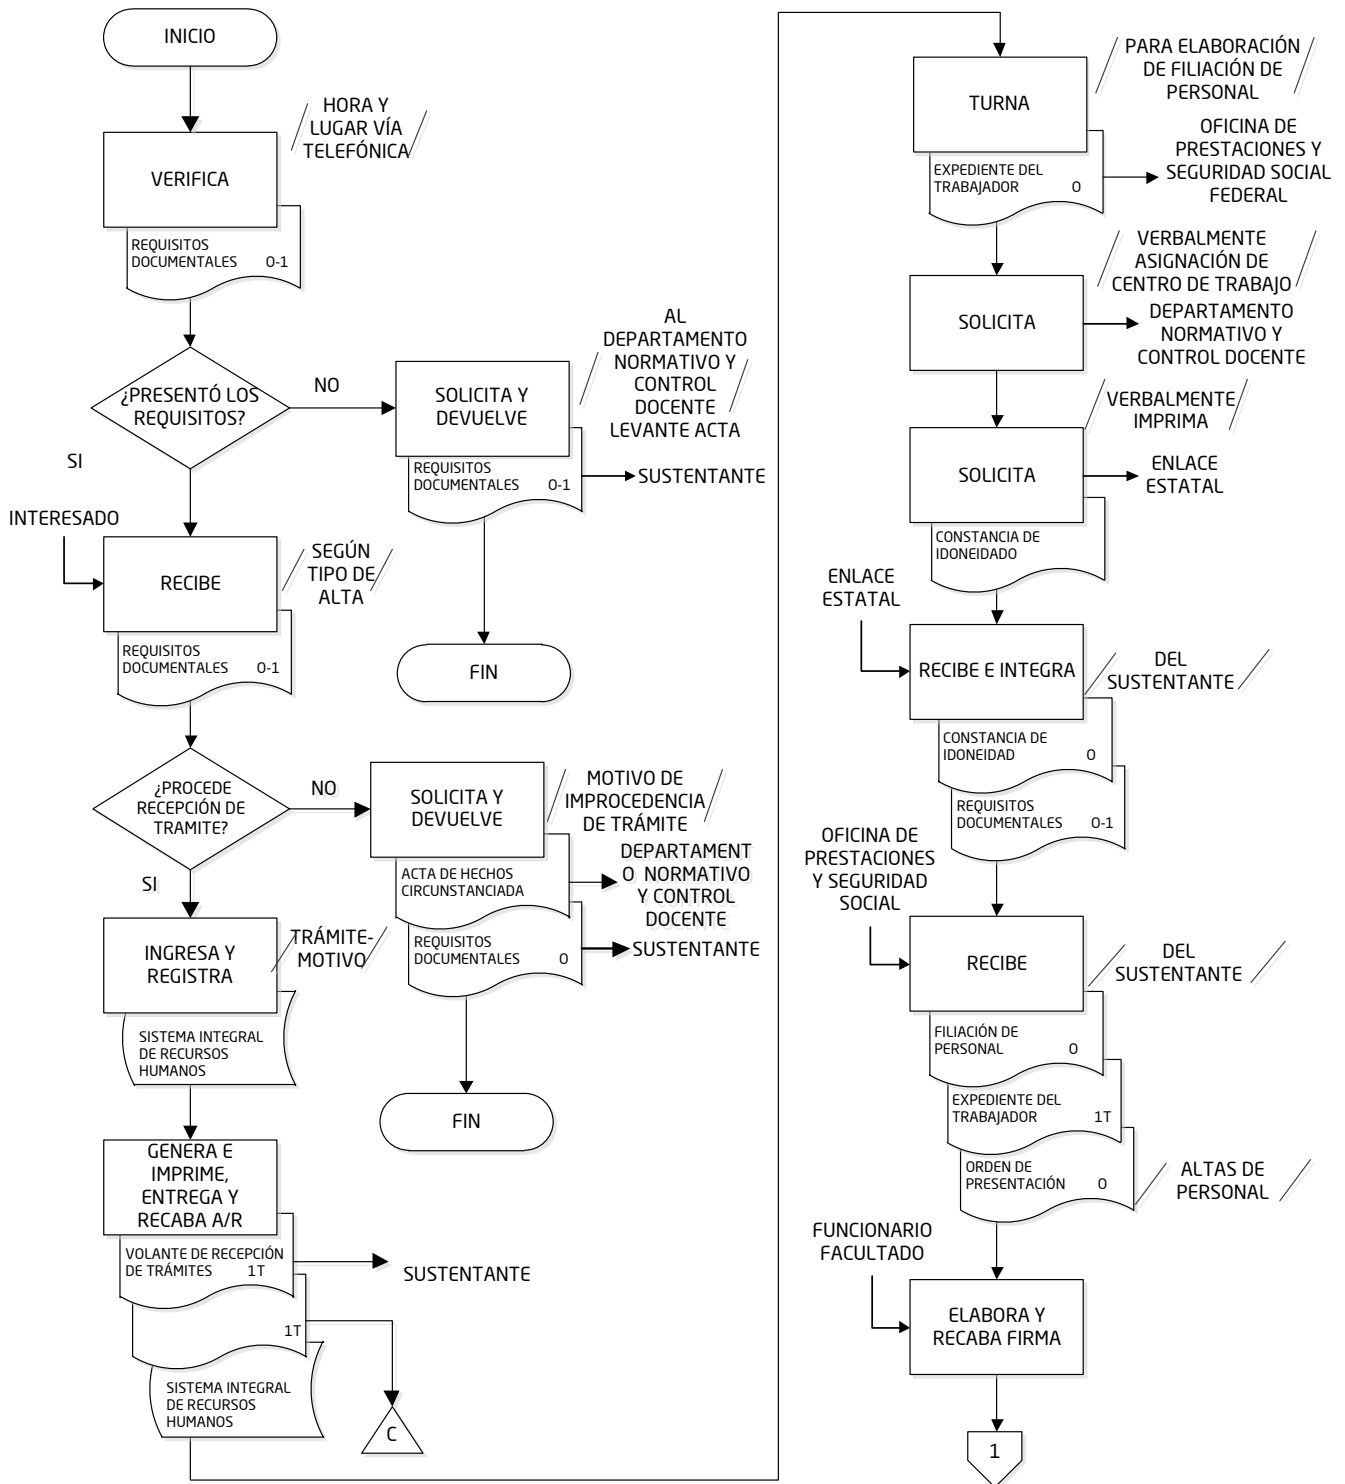 INICIO
HORA Y
LUGAR VÍA
TELEFÓNICA
VERIFICA
REQUISITOS
DOCUMENTALES 0-1
¿PRESENTÓ LOS
REQUISITOS?
NO
SI
SOLICITA Y
DEVUELVE
AL
DEPARTAMENTO
NORMATIVO Y
CONTROL
DOCENTE
LEVANTE ACTA
REQUISITOS
DOCUMENTALES 0-1
SUSTENTANTE
FIN
INTERESADO
RECIBE
SEGÚN
TIPO DE
ALTA
REQUISITOS
DOCUMENTALES 0-1
¿PROCEDE
RECEPCIÓN DE
TRAMITE?
NO
SI
SOLICITA Y
DEVUELVE
MOTIVO DE
IMPROCEDENCIA
DE TRÁMITE
ACTA DE HECHOS
CIRCUNSTANCIADA
DEPARTAMENT
O NORMATIVO
Y CONTROL
DOCENTE
REQUISITOS
DOCUMENTALES 0
SUSTENTANTE
FIN
INGRESA Y
REGISTRA
TRÁMITE-
MOTIVO
SISTEMA INTEGRAL
DE RECURSOS
HUMANOS
GENERA E
IMPRIME,
ENTREGA Y
RECABA A/R
VOLANTE DE RECEPCIÓN
DE TRÁMITES 1T
SUSTENTANTE
1T
SISTEMA INTEGRAL
DE RECURSOS
HUMANOS
C
TURNA
PARA ELABORACIÓN
DE FILIACIÓN DE
PERSONAL
EXPEDIENTE DEL
TRABAJADOR 0
OFICINA DE
PRESTACIONES Y
SEGURIDAD SOCIAL
FEDERAL
SOLICITA
VERBALMENTE
ASIGNACIÓN DE
CENTRO DE TRABAJO
DEPARTAMENTO
NORMATIVO Y
CONTROL DOCENTE
SOLICITA
VERBALMENTE
IMPRIMA
ENLACE
ESTATAL
CONSTANCIA DE
IDONEIDADO
ENLACE
ESTATAL
RECIBE E INTEGRA
DEL
SUSTENTANTE
CONSTANCIA DE
IDONEIDAD 0
REQUISITOS
DOCUMENTALES 0-1
OFICINA DE
PRESTACIONES
Y SEGURIDAD
SOCIAL
RECIBE
DEL
SUSTENTANTE
FILIACIÓN DE
PERSONAL 0
EXPEDIENTE DEL
TRABAJADOR 1T
ORDEN DE
PRESENTACIÓN 0
ALTAS DE
PERSONAL
FUNCIONARIO
FACULTADO
ELABORA Y
RECABA FIRMA
1